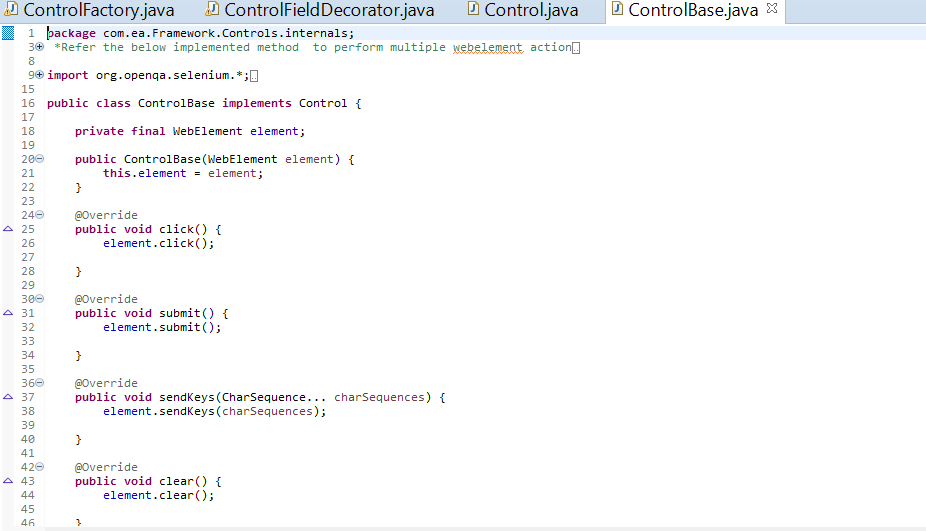 ControlFactory.java ControlFieldDecorator.java Control.java ControlBase.java
1 package com.ea.Framework.Controls.internals;
3 *Refer the below implemented method  to perform multiple webelement action
8
9 import org.openqa.selenium.*;
15
16 public class ControlBase implements Control {
17
18     private final WebElement element;
19
20     public ControlBase(WebElement element) {
21         this.element = element;
22     }
23
24     @Override
25     public void click() {
26         element.click();
27
28     }
29
30     @Override
31     public void submit() {
32         element.submit();
33
34     }
35
36     @Override
37     public void sendKeys(CharSequence... charSequences) {
38         element.sendKeys(charSequences);
39
40     }
41
42     @Override
43     public void clear() {
44         element.clear();
45
46     }